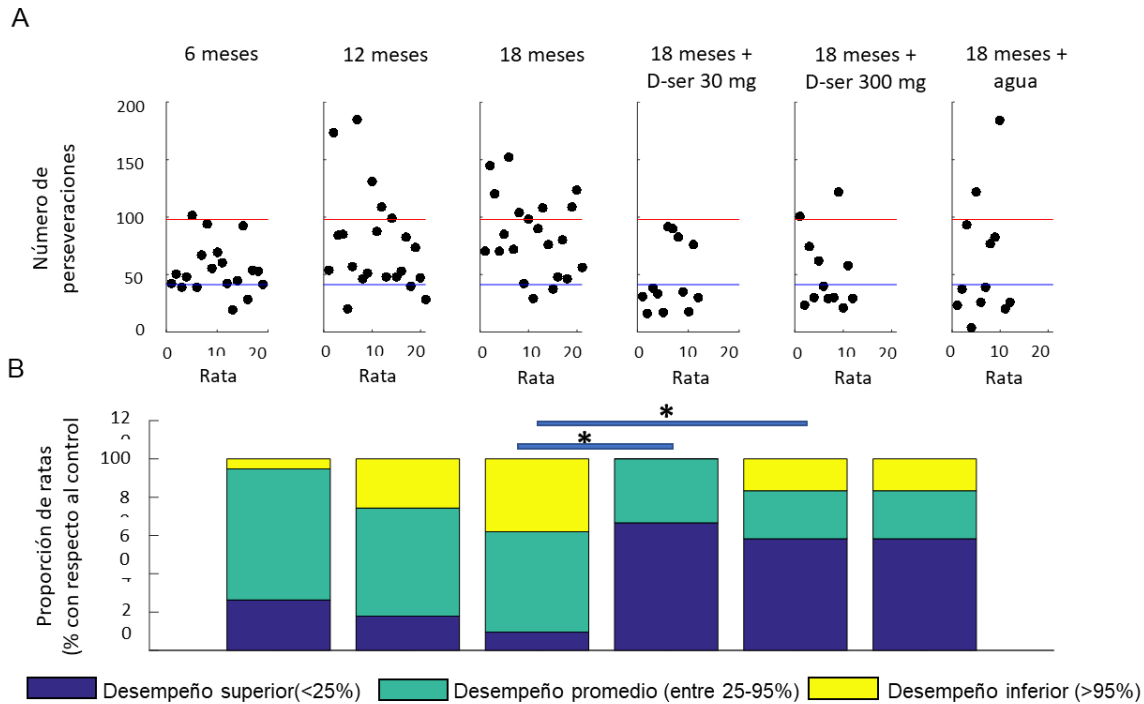 A
6 meses
12 meses
18 meses
18 meses +
D-ser 30 mg
18 meses +
D-ser 300 mg
18 meses +
agua
Número de
perseveraciones
200
150
100
50
0
0 10 20
0 10 20
0 10 20
0 10 20
0 10 20
0 10 20
Rata
Rata
Rata
Rata
Rata
Rata
B
Proporción de ratas
(% con respecto al control
12
100
8
6
0
2
0
*
*
Desempeño superior(<25%)
Desempeño promedio (entre 25-95%)
Desempeño inferior (>95%)